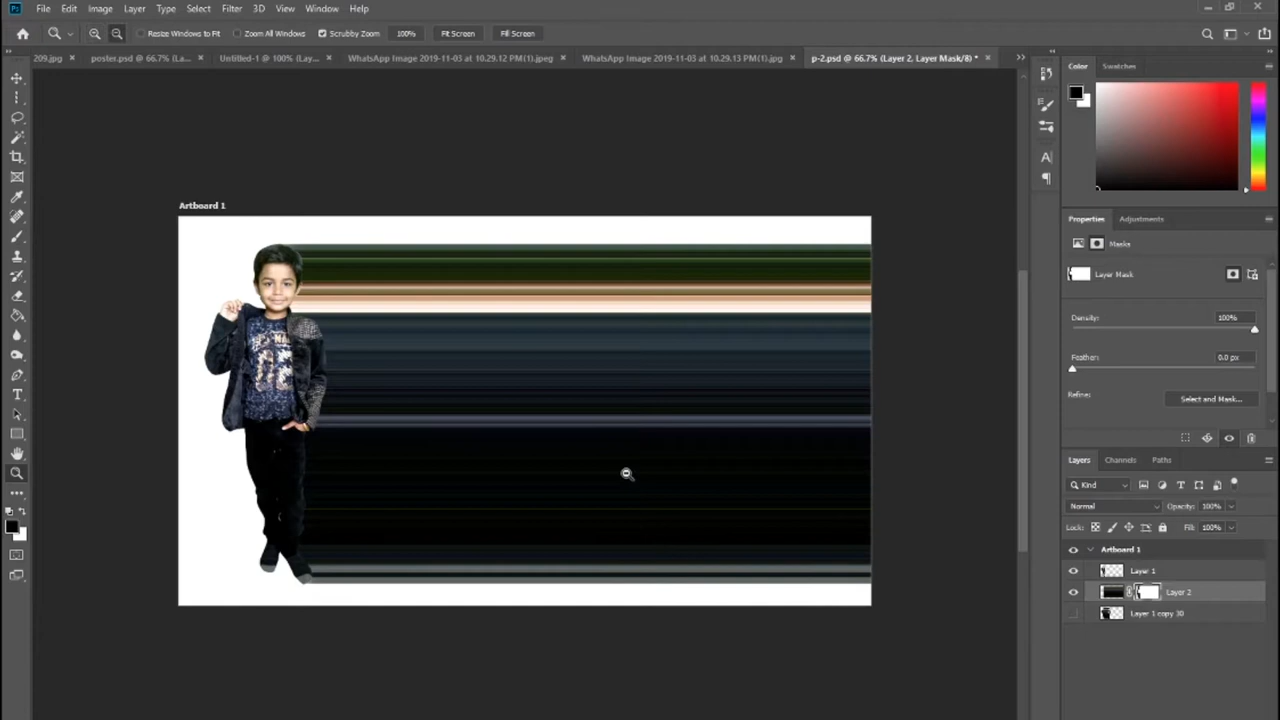 Ps File Edit Image Layer Type Select Filter 3D View Window Help
Resize Windows to Fit Zoom All Windows Scrubby Zoom 100% Fit Screen Fill Screen
209.jpg × poster.psd @ 66.7% (La... × Untitled-1 @ 100% (Lay... × WhatsApp Image 2019-11-03 at 10.29.12 PM(1).jpeg × WhatsApp Image 2019-11-03 at 10.29.13 PM(1).jpg × p-2.psd @ 66.7% (Layer 2, Layer Mask/8) * ×
Color Swatches
Artboard 1
Properties Adjustments
Masks
Layer Mask
Density: 100%
Feather: 0.0 px
Refine: Select and Mask...
Layers Channels Paths
Kind
Normal Opacity: 100%
Lock: Fill: 100%
Artboard 1
Layer 1
Layer 2
Layer 1 copy 30